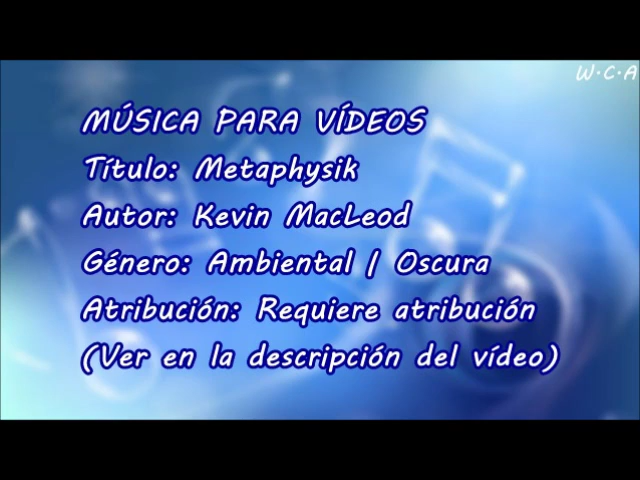 W.C.A
MÚSICA PARA VÍDEOS
Título: Metaphysik
Autor: Kevin MacLeod
Género: Ambiental / Oscura
Atribución: Requiere atribución
(Ver en la descripción del vídeo)